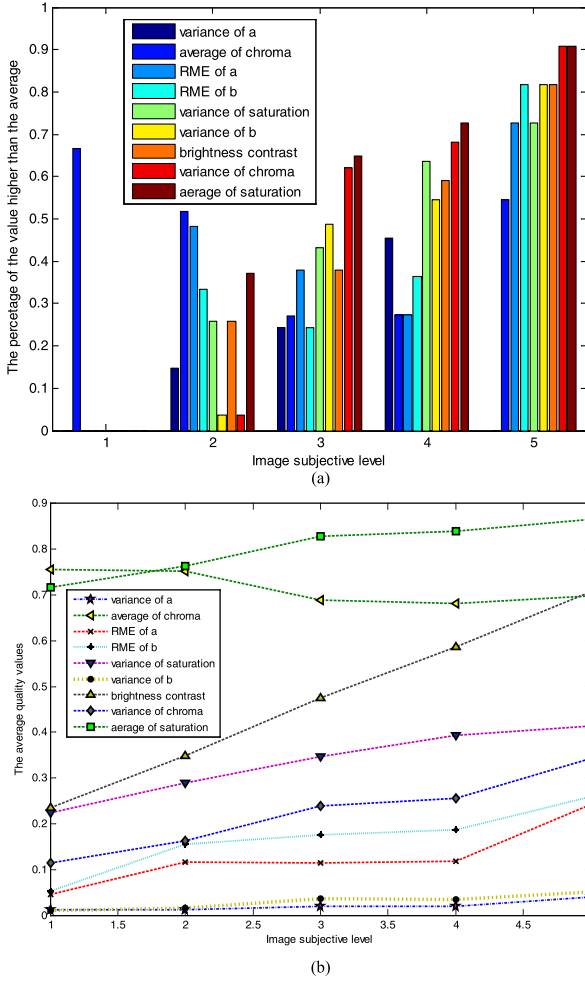 The percetage of the value higher than the average
1
0.9
0.8
0.7
0.6
0.5
0.4
0.3
0.2
0.1
0
variance of a
average of chroma
RME of a
RME of b
variance of saturation
variance of b
brightness contrast
variance of chroma
aerage of saturation
1 2 3 4 5
Image subjective level
(a)
The average quality values
0.9
0.8
0.7
0.6
0.5
0.4
0.3
0.2
0.1
0
variance of a
average of chroma
RME of a
RME of b
variance of saturation
variance of b
brightness contrast
variance of chroma
aerage of saturation
1 1.5 2 2.5 3 3.5 4 4.5
Image subjective level
(b)